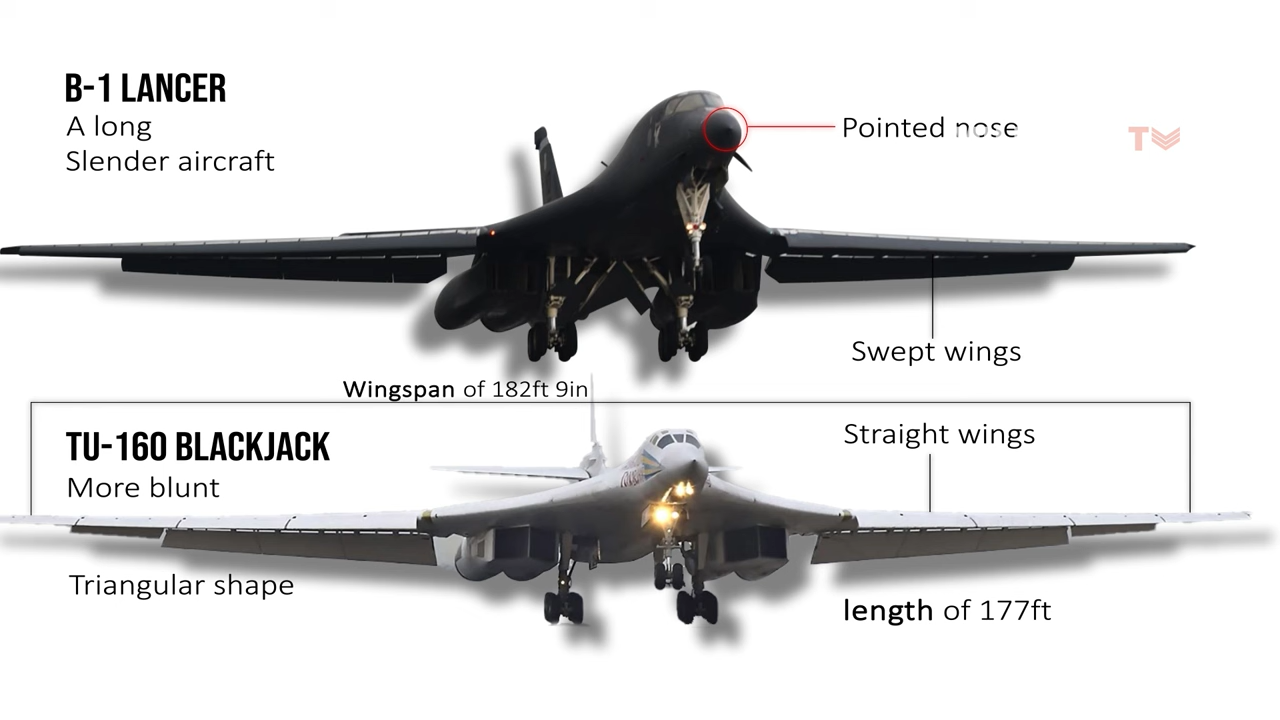 B-1 LANCER
A long
Slender aircraft
Pointed nose
Swept wings
Wingspan of 182ft 9in
TU-160 BLACKJACK
More blunt
Straight wings
Triangular shape
length of 177ft